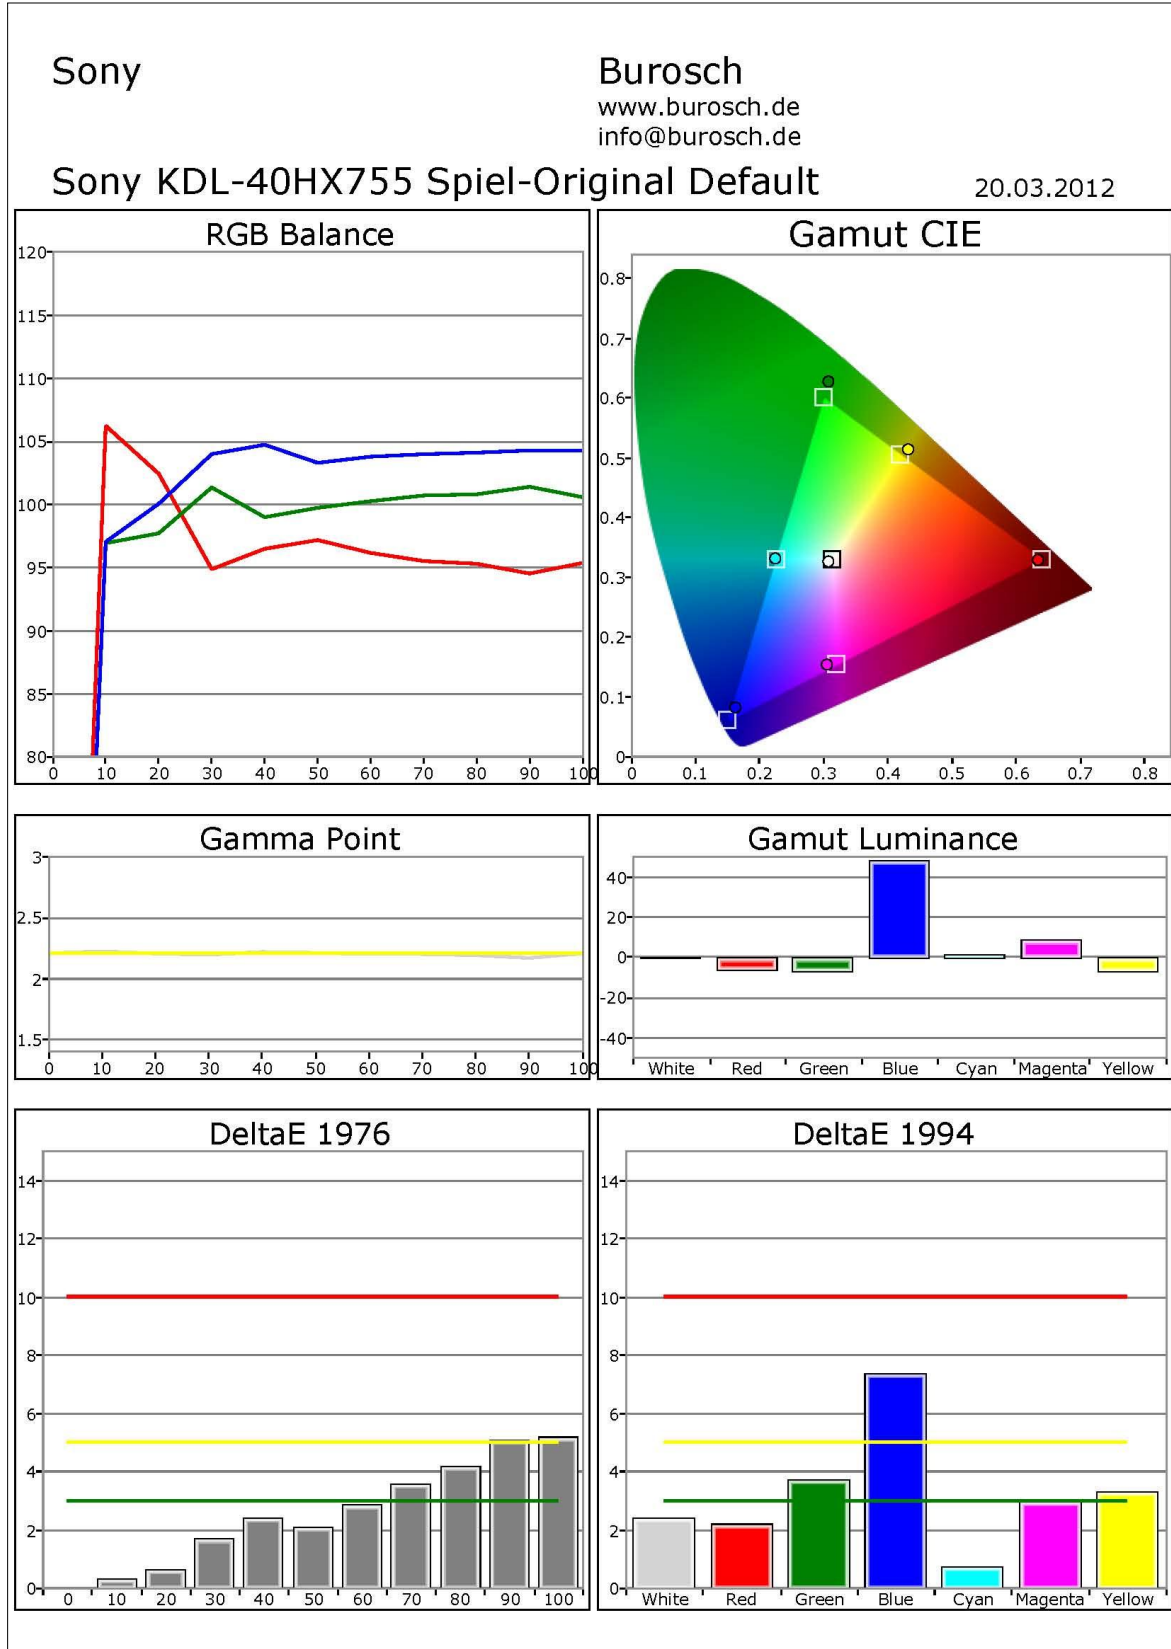 Sony
Burosch
www.burosch.de
info@burosch.de
Sony KDL-40HX755 Spiel-Original Default
20.03.2012
RGB Balance
120
115
110
105
100
95
90
85
80
0 10 20 30 40 50 60 70 80 90 100
Gamut CIE
0.8
0.7
0.6
0.5
0.4
0.3
0.2
0.1
0
0 0.1 0.2 0.3 0.4 0.5 0.6 0.7 0.8
Gamma Point
3
2.5
2
1.5
0 10 20 30 40 50 60 70 80 90 100
Gamut Luminance
40
20
0
-20
-40
White Red Green Blue Cyan Magenta Yellow
DeltaE 1976
14
12
10
8
6
4
2
0
0 10 20 30 40 50 60 70 80 90 100
DeltaE 1994
14
12
10
8
6
4
2
0
White Red Green Blue Cyan Magenta Yellow